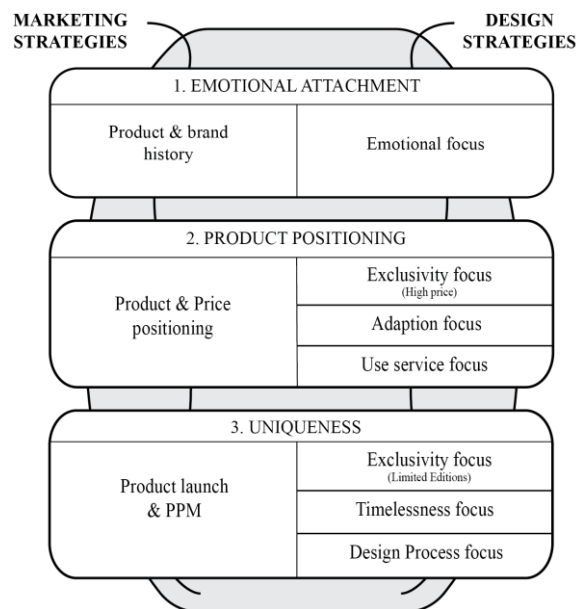 MARKETING
STRATEGIES
DESIGN
STRATEGIES
1. EMOTIONAL ATTACHMENT
Product & brand
history
Emotional focus
2. PRODUCT POSITIONING
Product & Price
positioning
Exclusivity focus
(High price)
Adaption focus
Use service focus
3. UNIQUENESS
Product launch
& PPM
Exclusivity focus
(Limited Editions)
Timelessness focus
Design Process focus